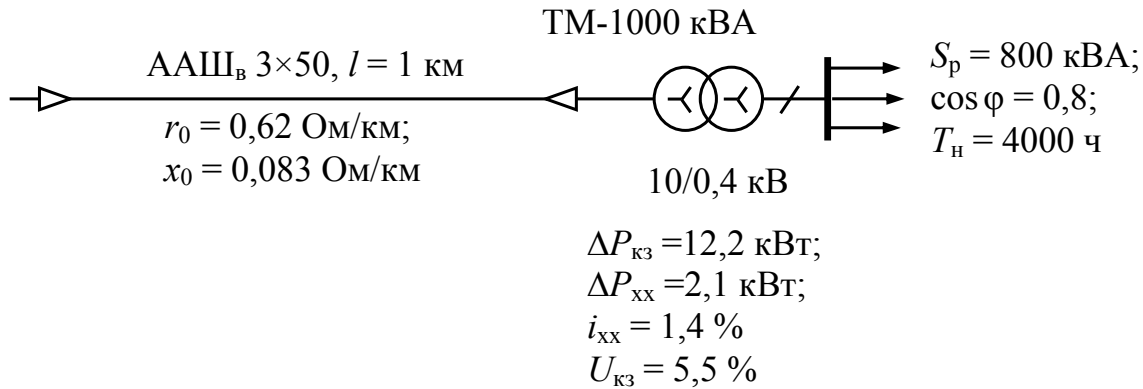 ТМ-1000 кВА
ААШв 3×50, l = 1 км
r0 = 0,62 Ом/км;
x0 = 0,083 Ом/км
10/0,4 кВ
ΔPкз =12,2 кВт;
ΔPхх =2,1 кВт;
iхх = 1,4 %
Uкз = 5,5 %
Sр = 800 кВА;
cos φ = 0,8;
Tн = 4000 ч